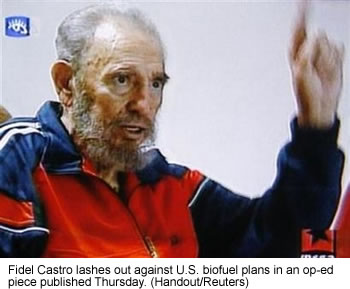 Fidel Castro lashes out against U.S. biofuel plans in an op-ed
piece published Thursday. (Handout/Reuters)